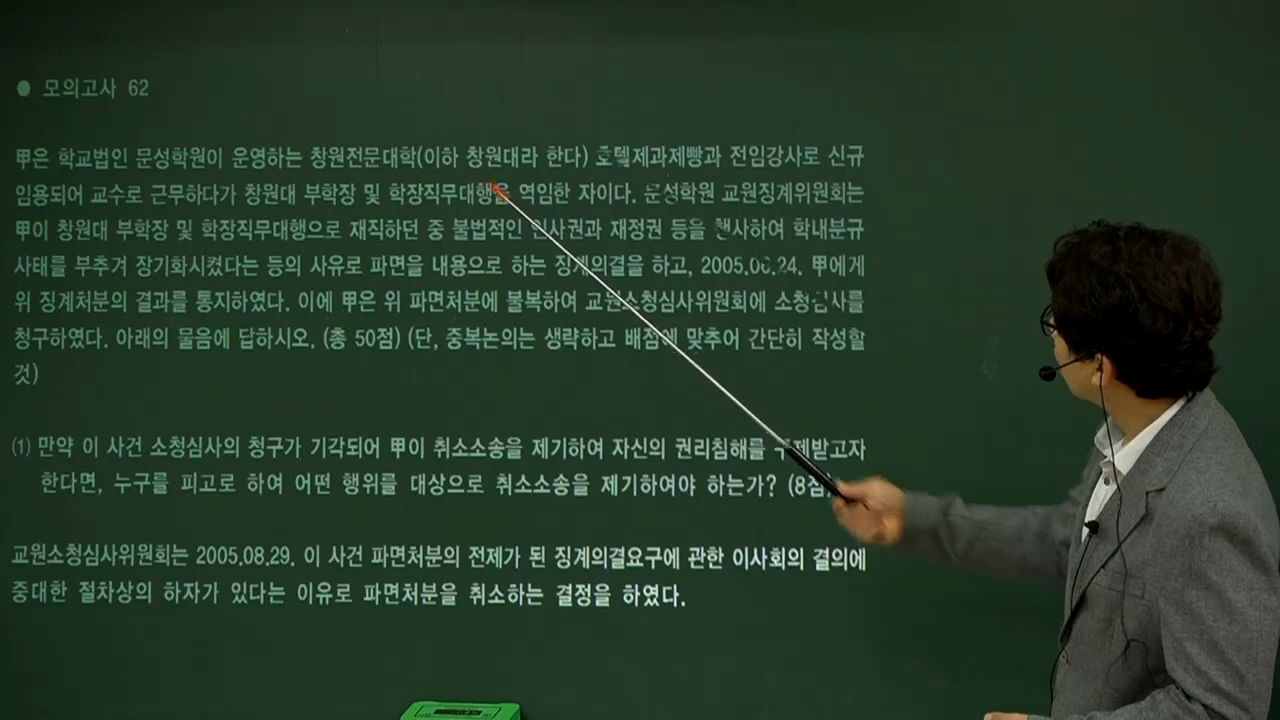 ● 모의고사 62
甲은 학교법인 문성학원이 운영하는 창원전문대학(이하 창원대라 한다) 호텔제과제빵과 전임강사로 신규
임용되어 교수로 근무하다가 창원대 부학장 및 학장직무대행을 역임한 자이다. 문성학원 교원징계위원회는
甲이 창원대 부학장 및 학장직무대행으로 재직하던 중 불법적인 인사권과 재정권 등을 행사하여 학내분규
사태를 부추겨 장기화시켰다는 등의 사유로 파면을 내용으로 하는 징계의결을 하고, 2005.06.24. 甲에게
위 징계처분의 결과를 통지하였다. 이에 甲은 위 파면처분에 불복하여 교원소청심사위원회에 소청심사를
청구하였다. 아래의 물음에 답하시오. (총 50점) (단, 중복논의는 생략하고 배점에 맞추어 간단히 작성할
것)
(1) 만약 이 사건 소청심사의 청구가 기각되어 甲이 취소소송을 제기하여 자신의 권리침해를 구제받고자
한다면, 누구를 피고로 하여 어떤 행위를 대상으로 취소소송을 제기하여야 하는가? (8점)
교원소청심사위원회는 2005.08.29. 이 사건 파면처분의 전제가 된 징계의결요구에 관한 이사회의 결의에
중대한 절차상의 하자가 있다는 이유로 파면처분을 취소하는 결정을 하였다.